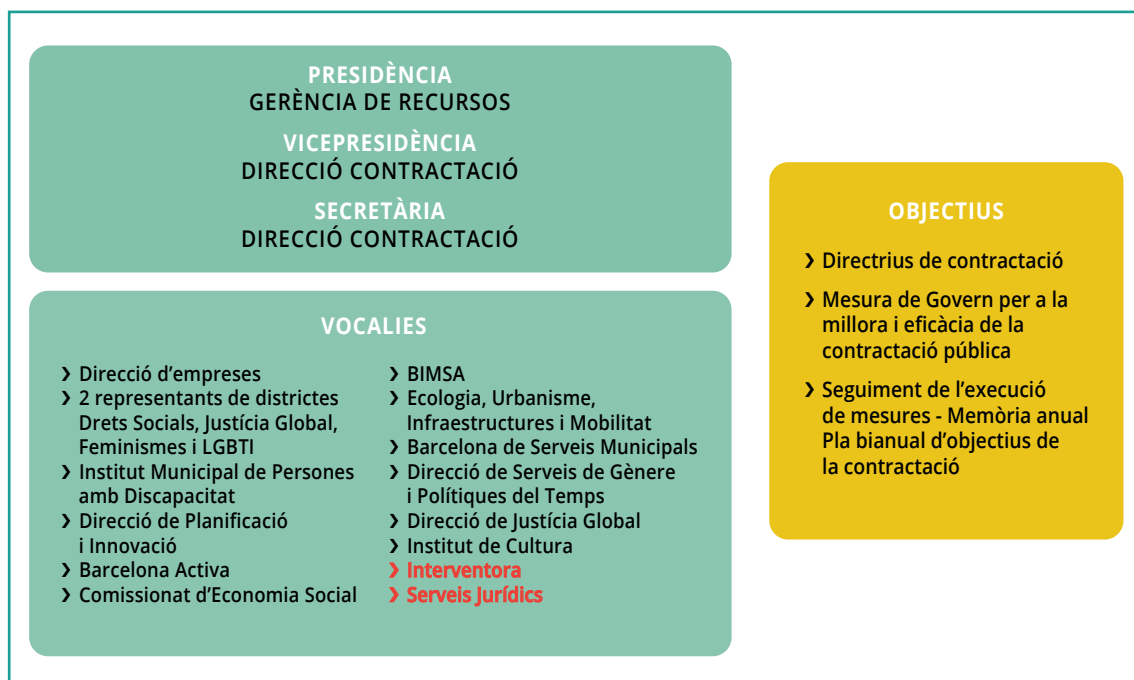 PRESIDÈNCIA
GERÈNCIA DE RECURSOS
VICEPRESIDÈNCIA
DIRECCIÓ CONTRACTACIÓ
SECRETÀRIA
DIRECCIÓ CONTRACTACIÓ
VOCALIES
❯ Direcció d’empreses
❯ 2 representants de districtes
Drets Socials, Justícia Global,
Feminismes i LGBTI
❯ Institut Municipal de Persones
amb Discapacitat
❯ Direcció de Planificació
i Innovació
❯ Barcelona Activa
❯ Comissionat d’Economia Social
❯ BIMSA
❯ Ecologia, Urbanisme,
Infraestructures i Mobilitat
❯ Barcelona de Serveis Municipals
❯ Direcció de Serveis de Gènere
i Polítiques del Temps
❯ Direcció de Justícia Global
❯ Institut de Cultura
❯ Interventora
❯ Serveis Jurídics
OBJECTIUS
❯ Directrius de contractació
❯ Mesura de Govern per a la
millora i eficàcia de la
contractació pública
❯ Seguiment de l’execució
de mesures - Memòria anual
Pla bianual d’objectius de
la contractació